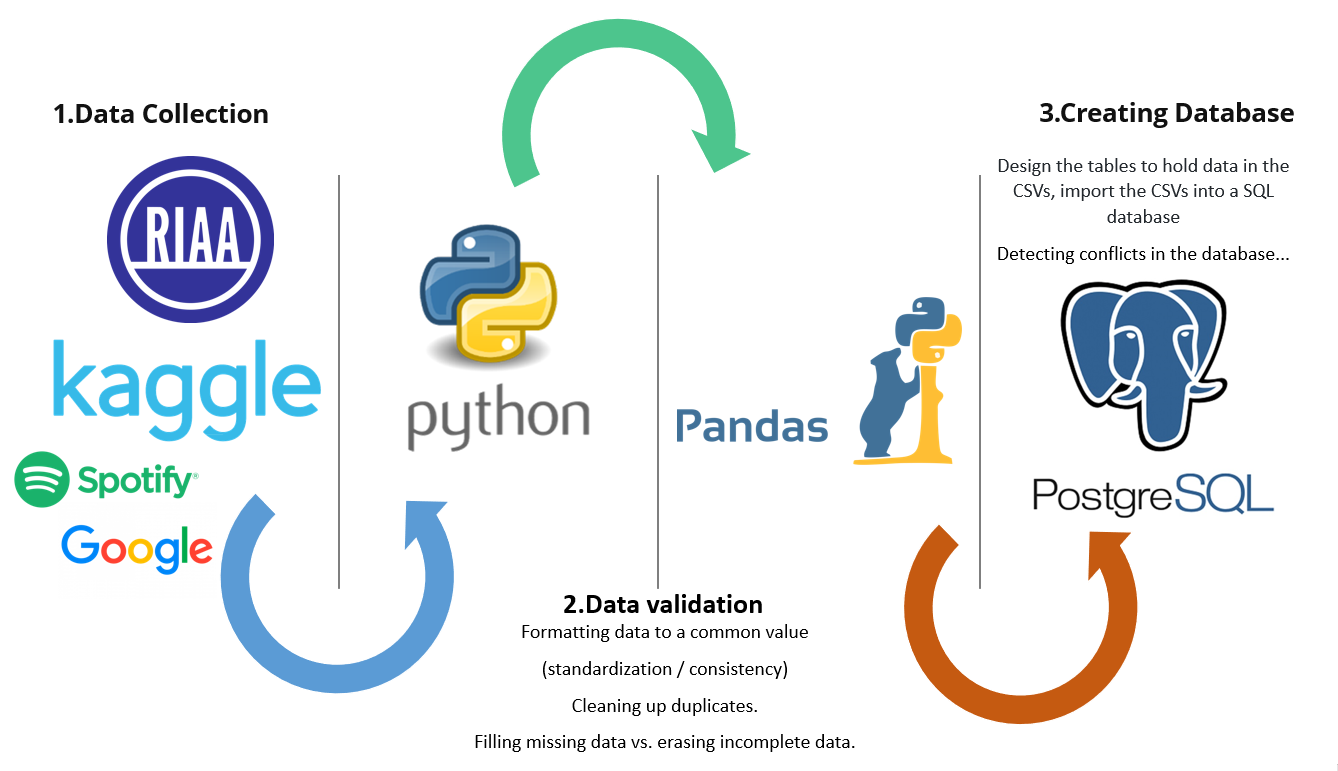 1.Data Collection
RIAA
kaggle
Spotify®
Google
python
Pandas
2.Data validation
Formatting data to a common value
(standardization / consistency)
Cleaning up duplicates.
Filling missing data vs. erasing incomplete data.
3.Creating Database
Design the tables to hold data in the
CSVs, import the CSVs into a SQL
database
Detecting conflicts in the database...
PostgreSQL